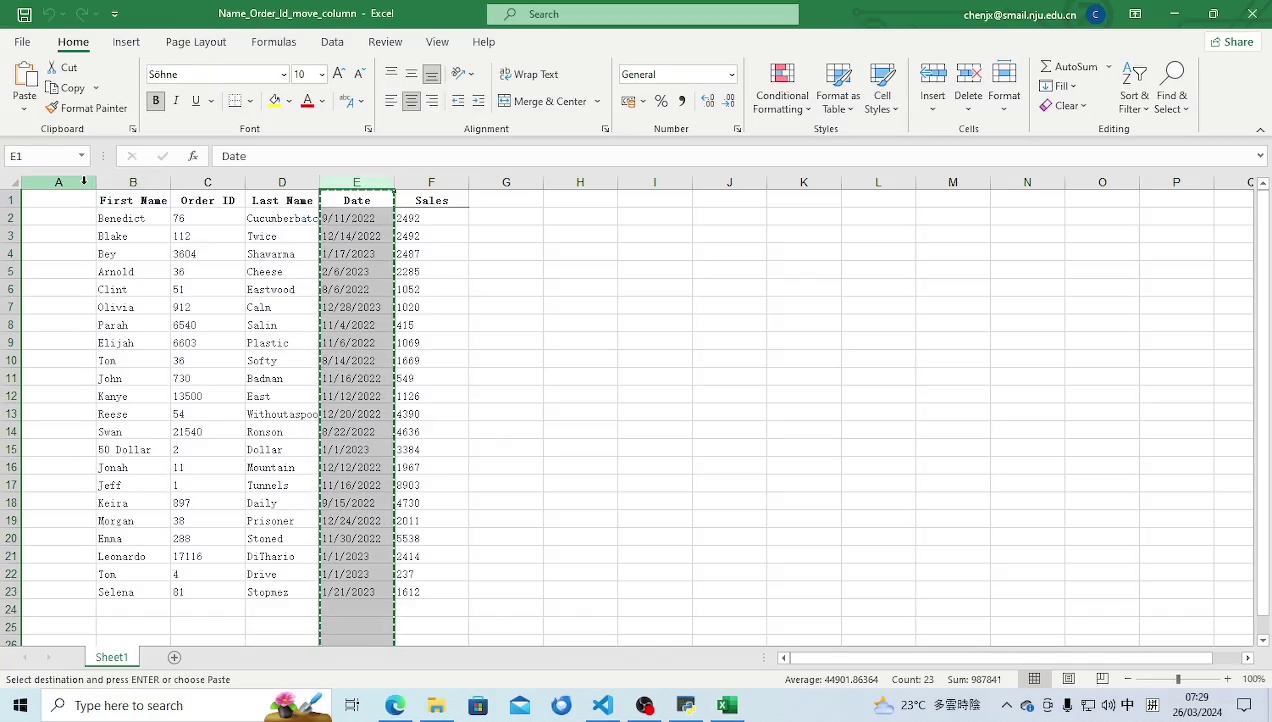 Name_Order_Id_move_column - Excel
Search
chenjx@smail.nju.edu.cn C
File Home Insert Page Layout Formulas Data Review View Help
Share
Paste
Cut
Copy
Format Painter
Clipboard
Söhne 10
B I U
Font
Wrap Text
Merge & Center
Alignment
General
Number
Conditional Formatting
Format as Table
Cell Styles
Styles
Insert Delete Format
Cells
AutoSum
Fill
Clear
Sort & Filter
Find & Select
Editing
E1 fx Date
A B C D E F G H I J K L M N O P Q
1 First Name Order ID Last Name Date Sales
2 Benedict 76 Cucumberbatc 9/11/2022 2492
3 Blake 112 Twice 12/14/2022 2492
4 Bey 3604 Shavarma 1/17/2023 2487
5 Arnold 36 Cheese 2/6/2023 2285
6 Clint 51 Eastwood 8/6/2022 1052
7 Olivia 912 Calm 12/28/2023 1020
8 Parah 6540 Salin 11/4/2022 415
9 Elijah 6603 Plastic 11/6/2022 1069
10 Tom 36 Softy 8/14/2022 1669
11 John 730 Badman 11/16/2022 549
12 Kanye 13500 East 11/12/2022 1126
13 Reese 54 Withoutaspoo 12/20/2022 4390
14 Swan 21540 Ronson 8/22/2022 4636
15 50 Dollar 2 Dollar 1/1/2023 3384
16 Jonah 11 Mountain 12/12/2022 1967
17 Jeff 1 Tunnels 11/16/2022 8903
18 Keira 897 Daily 9/15/2022 4730
19 Morgan 38 Prisoner 12/24/2022 2011
20 Emma 288 Stoned 11/30/2022 5538
21 Leonardo 17116 DiThario 1/1/2023 2414
22 Tom 4 Drive 1/1/2023 237
23 Selena 81 Stopmez 1/21/2023 1612
24
25
26
Sheet1
Select destination and press ENTER or choose Paste
Average: 44901.86364 Count: 23 Sum: 987841
100%
Type here to search
23°C 多雲時晴
中 拼
07:29
26/03/2024